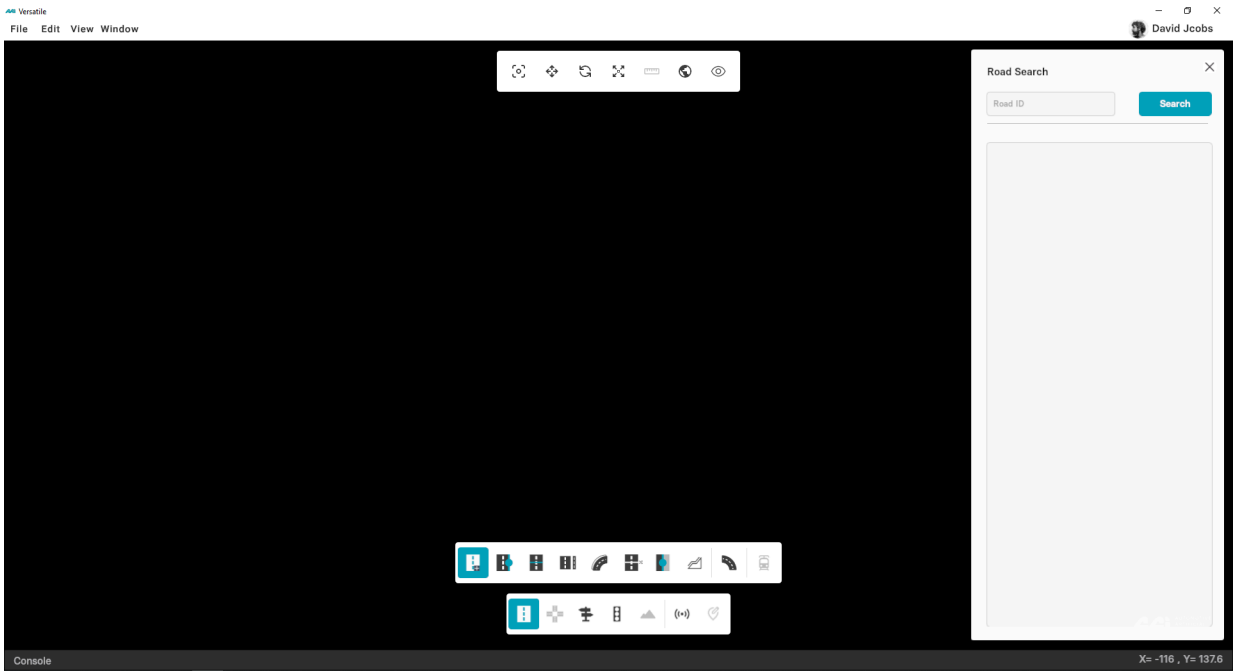 Versatile
File Edit View Window
David Jcobs
Road Search
Road ID
Search
Console
X= -116 , Y= 137.6